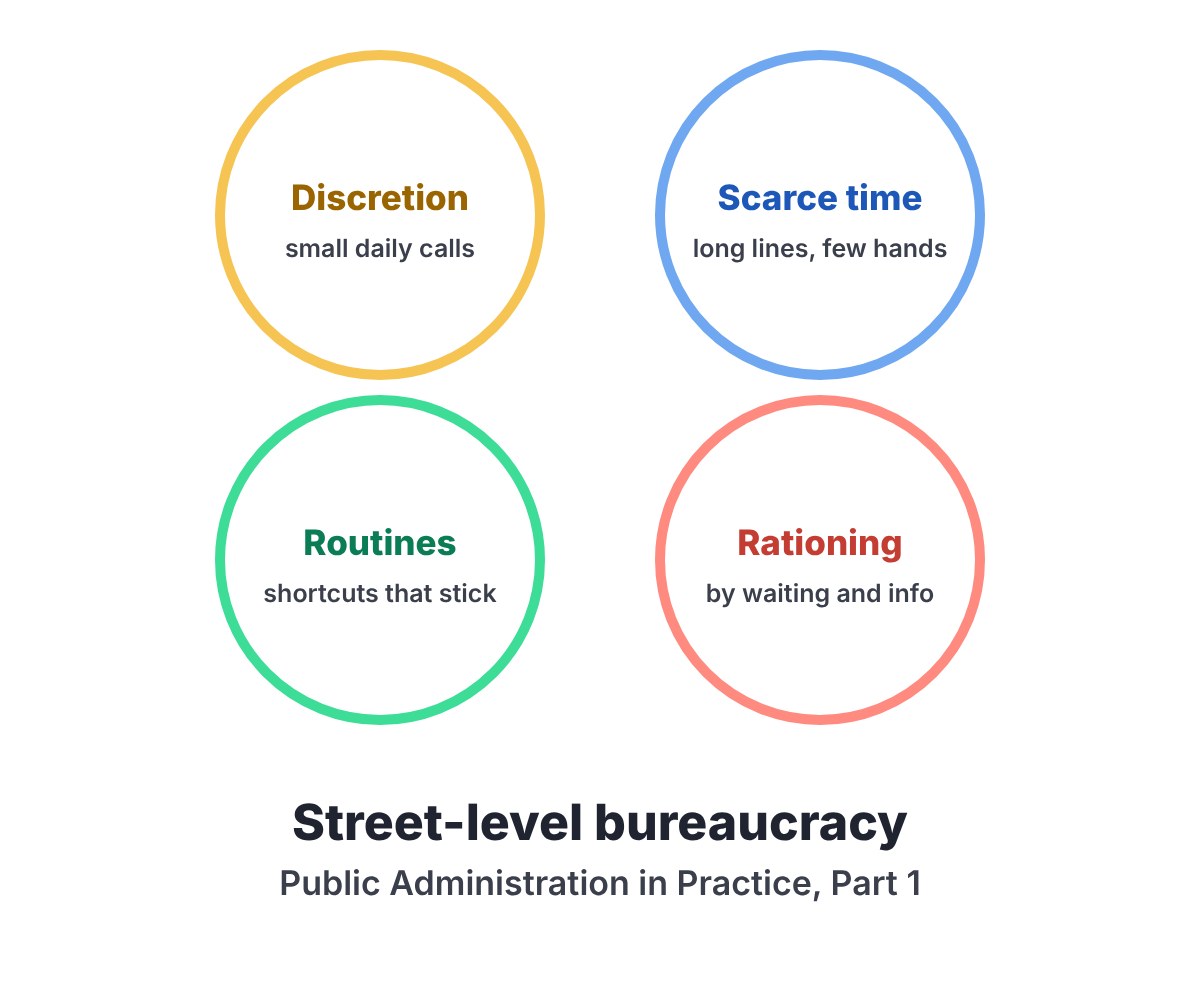 Discretion
small daily calls
Scarce time
long lines, few hands
Routines
shortcuts that stick
Rationing
by waiting and info
Street-level bureaucracy
Public Administration in Practice, Part 1